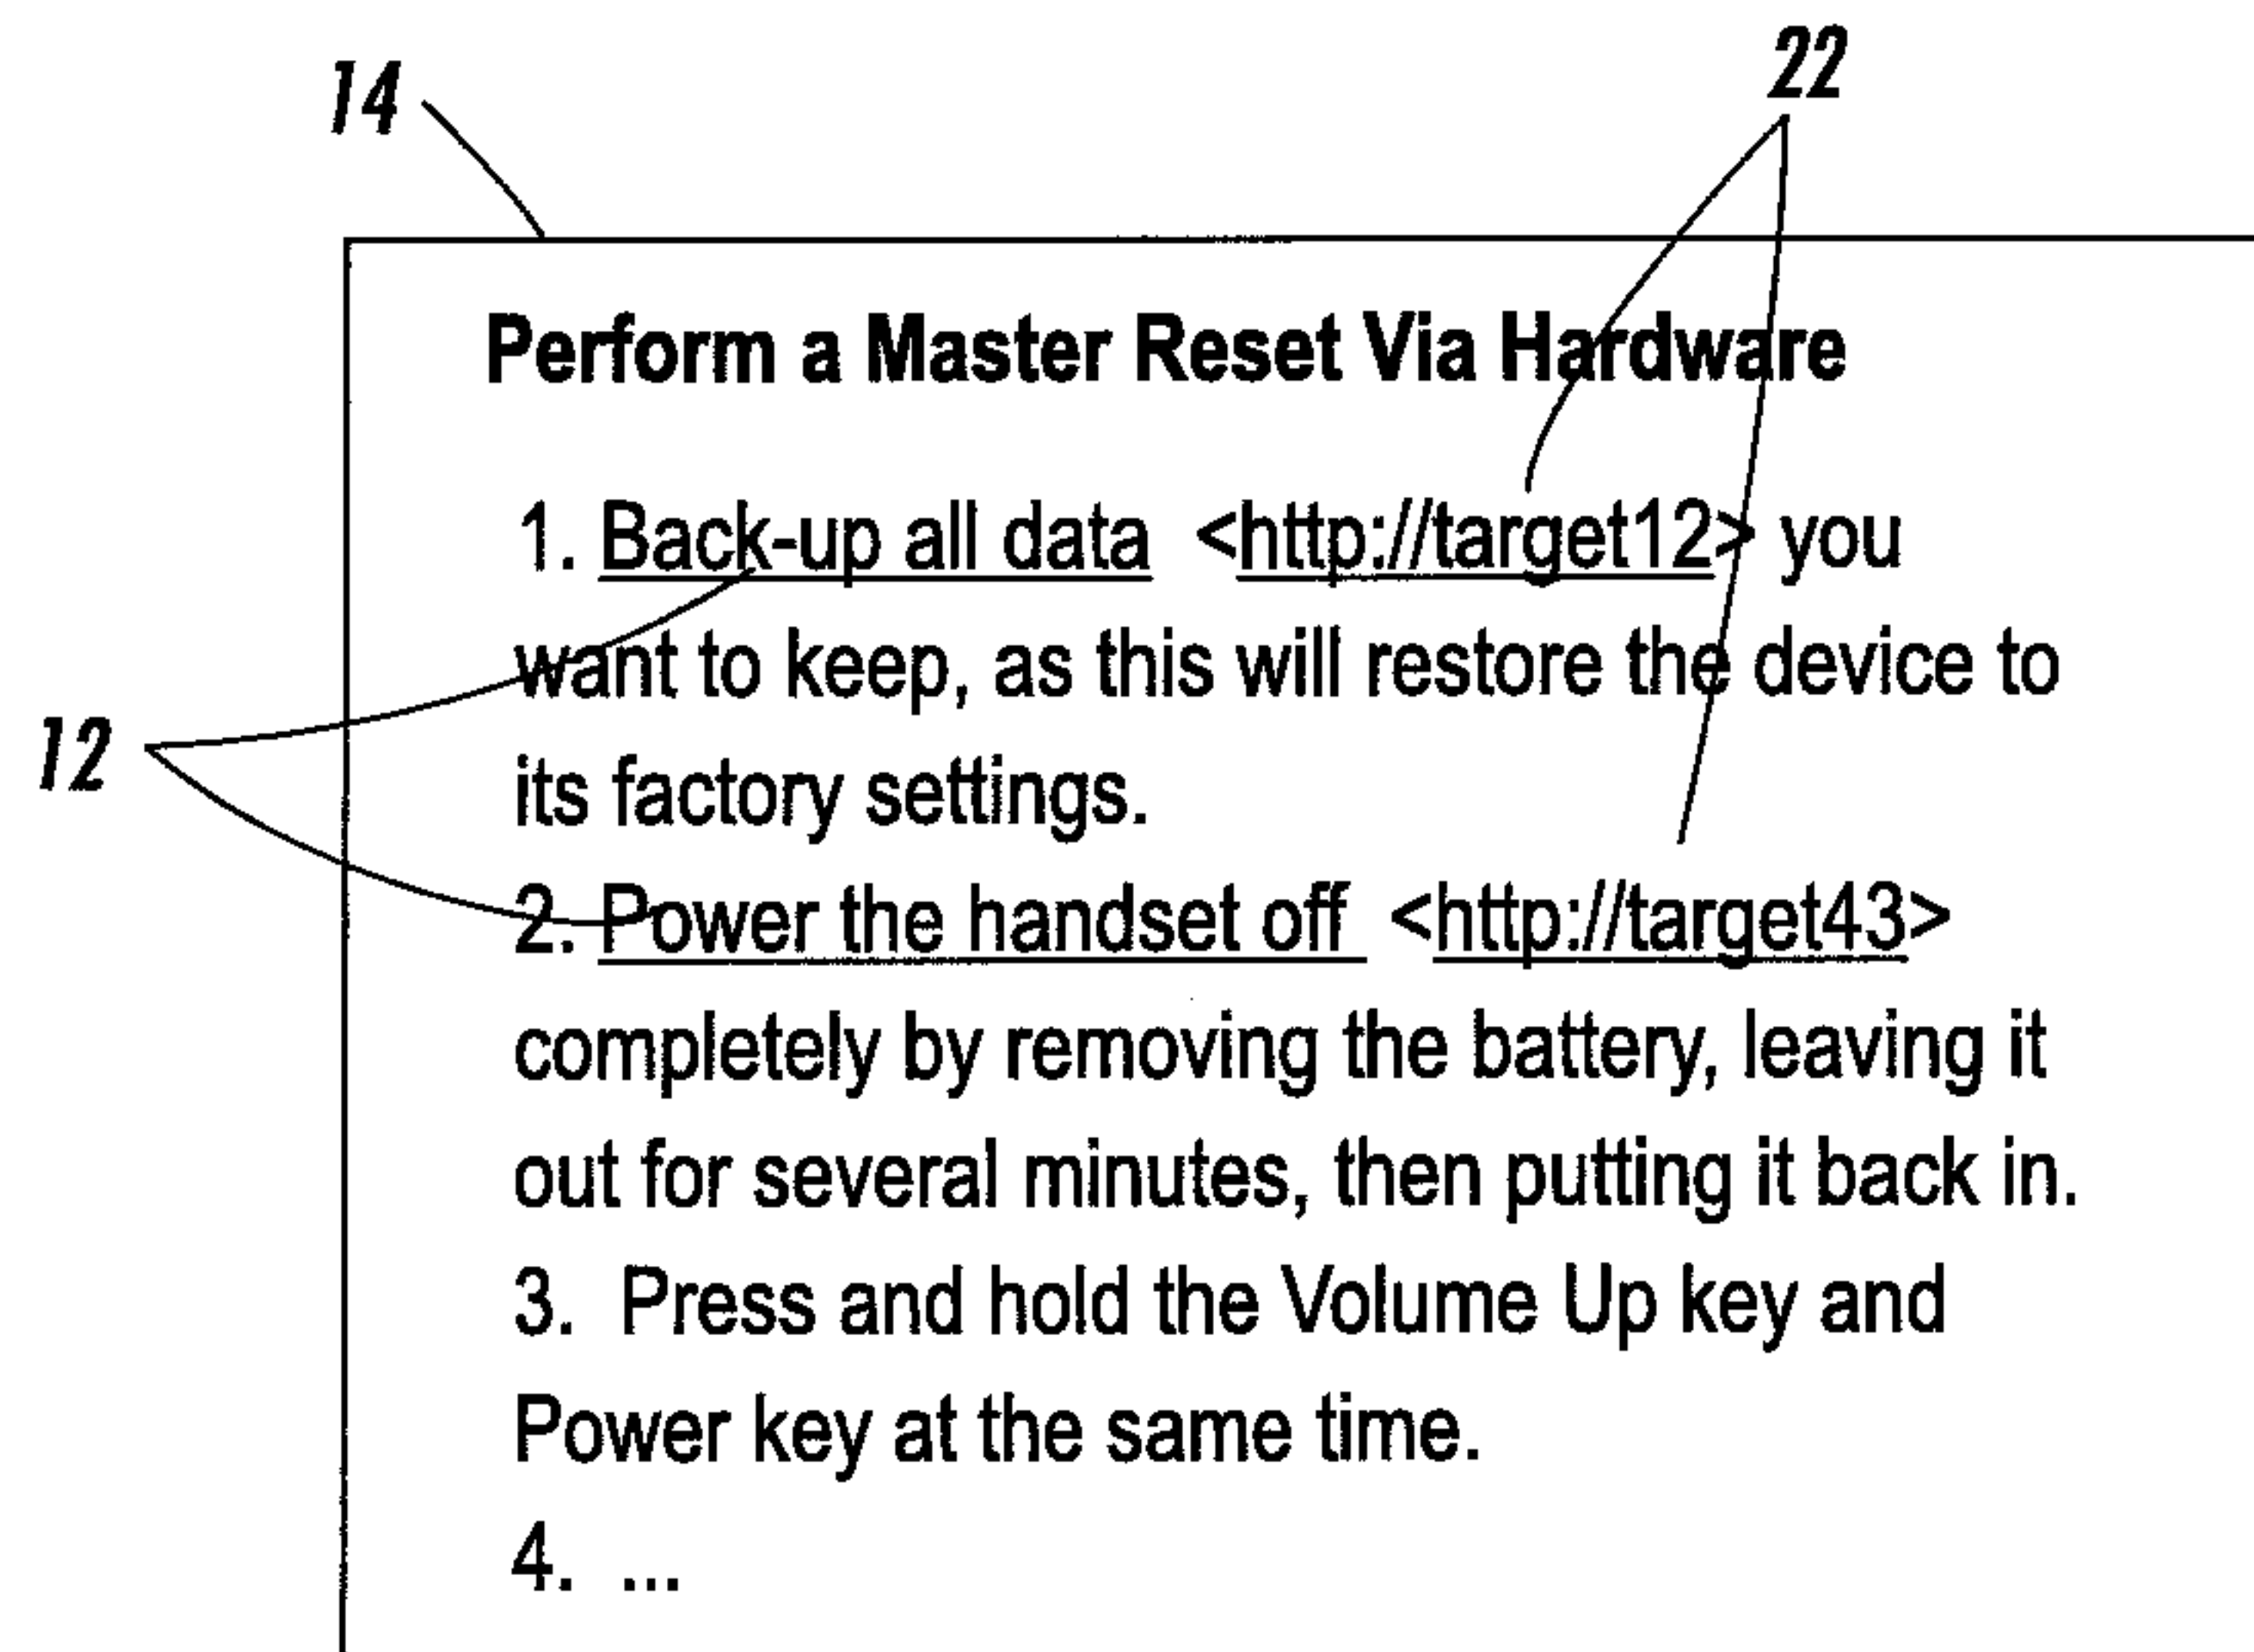 14
22
Perform a Master Reset Via Hardware
1. Back-up all data <http://target12> you
want to keep, as this will restore the device to
12
its factory settings.
2. Power the handset off <http://target43>
completely by removing the battery, leaving it
out for several minutes, then putting it back in.
3. Press and hold the Volume Up key and
Power key at the same time.
4. ...